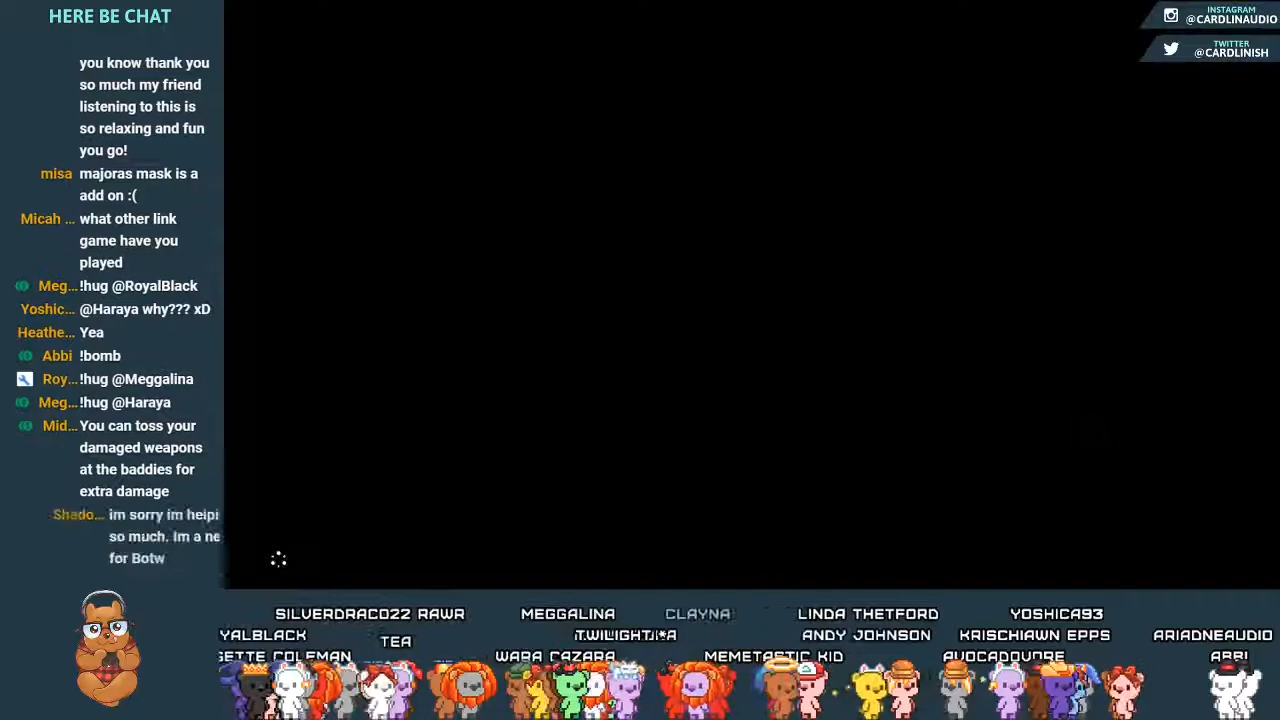 HERE BE CHAT
you know thank you
so much my friend
listening to this is
so relaxing and fun
you go!
misa majoras mask is a
add on :(
Micah ... what other link
game have you
played
Meg... !hug @RoyalBlack
Yoshic... @Haraya why??? xD
Heathe... Yea
Abbi !bomb
Roy... !hug @Meggalina
Meg... !hug @Haraya
Mid... You can toss your
damaged weapons
at the baddies for
extra damage
Shado... im sorry im helpi
so much. Im a ne
for Botw
INSTAGRAM
@CARDLINAUDIO
TWITTER
@CARDLINISH
SILVERDRACO22 RAWR MEGGALINA CLAYNA LINDA THETFORD YOSHICA93
YALBLACK TEA ANDY JOHNSON KRISCHIAWN EPPS ARIADNEAUDIO
SETTE COLEMAN WARA CAZARA MEMETASTIC KID AVOCADOVORE ABBI